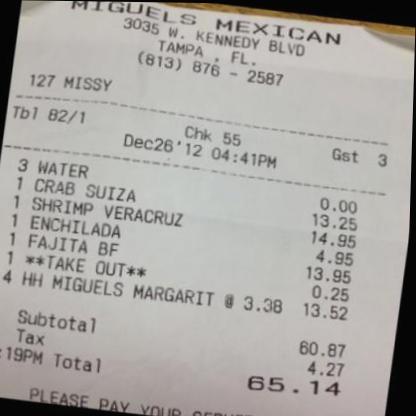 MIGUELS MEXICAN
3035 W. KENNEDY BLVD
TAMPA , FL.
(813) 876 - 2587
127 MISSY
Tbl 82/1 Chk 55 Gst 3
Dec26'12 04:41PM
3 WATER 0.00
1 CRAB SUIZA 13.25
1 SHRIMP VERACRUZ 14.95
1 ENCHILADA 4.95
1 FAJITA BF 13.95
1 **TAKE OUT** 0.25
4 HH MIGUELS MARGARIT @ 3.38 13.52
Subtotal 60.87
Tax 4.27
:19PM Total 65.14
PLEASE PAY YOUR